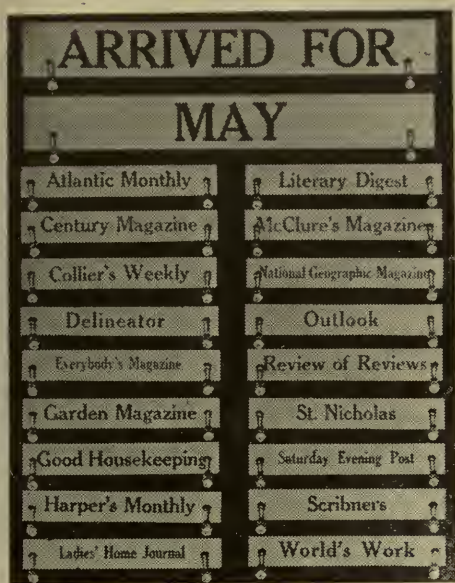 ARRIVED FOR
MAY
Atlantic Monthly
Century Magazine
Collier's Weekly
Delineator
Everybody's Magazine
Garden Magazine
Good Housekeeping
Harper's Monthly
Ladies' Home Journal
Literary Digest
McClure's Magazine
National Geographic Magazine
Outlook
Review of Reviews
St. Nicholas
Saturday Evening Post
Scribners
World's Work